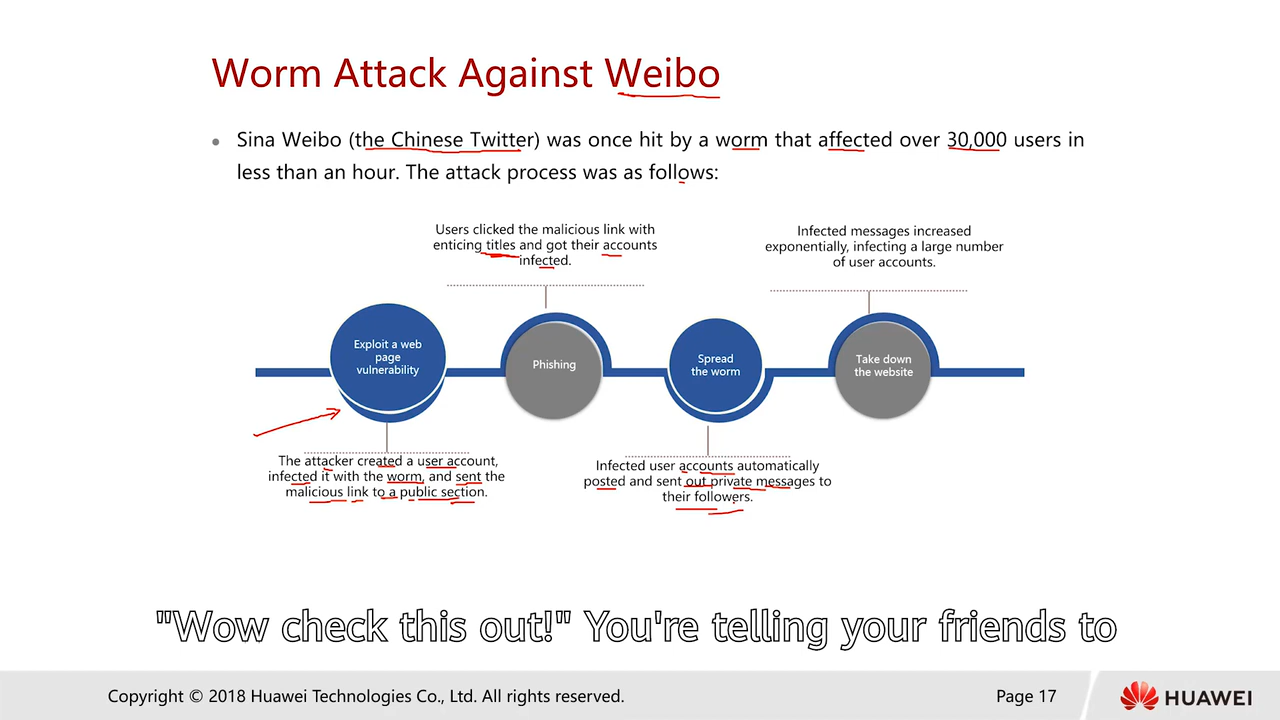 Worm Attack Against Weibo
• Sina Weibo (the Chinese Twitter) was once hit by a worm that affected over 30,000 users in
less than an hour. The attack process was as follows:
Users clicked the malicious link with
enticing titles and got their accounts
infected.
Infected messages increased
exponentially, infecting a large number
of user accounts.
Exploit a web
page
vulnerability
Phishing
Spread
the worm
Take down
the website
The attacker created a user account,
infected it with the worm, and sent the
malicious link to a public section.
Infected user accounts automatically
posted and sent out private messages to
their followers.
"Wow check this out!" You're telling your friends to
Copyright © 2018 Huawei Technologies Co., Ltd. All rights reserved.
Page 17
HUAWEI